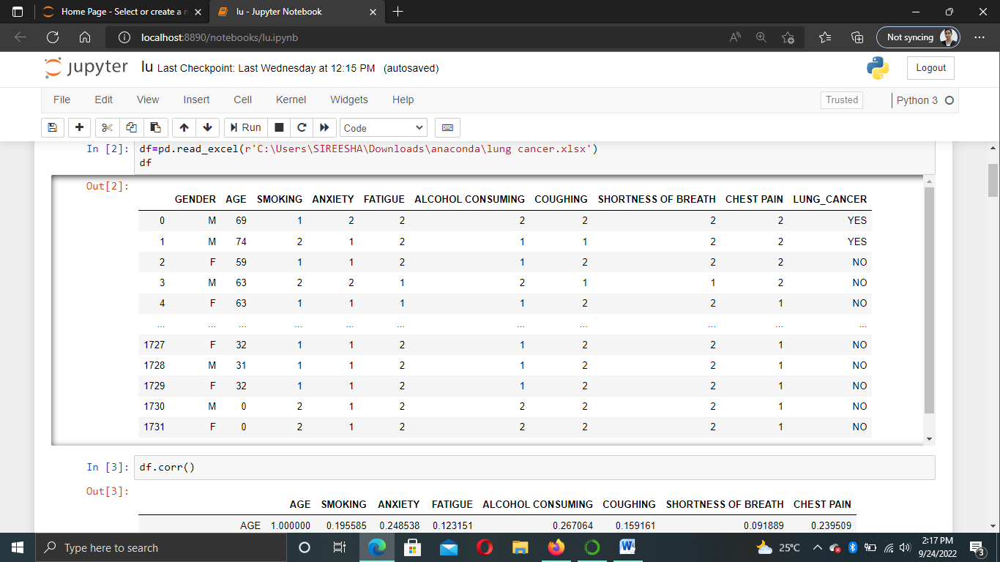 Home Page - Select or create a n
lu - Jupyter Notebook
localhost:8890/notebooks/lu.ipynb
Not syncing
jupyter lu Last Checkpoint: Last Wednesday at 12:15 PM (autosaved)
Logout
File Edit View Insert Cell Kernel Widgets Help
Trusted
Python 3
Run
Code
In [2]: df=pd.read_excel(r'C:\Users\SIREESHA\Downloads\anaconda\lung cancer.xlsx')
df
Out[2]:
GENDER AGE SMOKING ANXIETY FATIGUE ALCOHOL CONSUMING COUGHING SHORTNESS OF BREATH CHEST PAIN LUNG_CANCER
0 M 69 1 2 2 2 2 2 2 YES
1 M 74 2 1 2 1 1 2 2 YES
2 F 59 1 1 2 1 2 2 2 NO
3 M 63 2 2 1 2 1 1 2 NO
4 F 63 1 1 1 1 2 2 1 NO
... ... ... ... ... ... ... ... ... ... ...
1727 F 32 1 1 2 1 2 2 1 NO
1728 M 31 1 1 2 1 2 2 1 NO
1729 F 32 1 1 2 1 2 2 1 NO
1730 M 0 2 1 2 2 2 2 1 NO
1731 F 0 2 1 2 2 2 2 1 NO
In [3]: df.corr()
Out[3]:
AGE SMOKING ANXIETY FATIGUE ALCOHOL CONSUMING COUGHING SHORTNESS OF BREATH CHEST PAIN
AGE 1.000000 0.195585 0.248538 0.123151 0.267064 0.159161 0.091889 0.239509
Type here to search
25°C
2:17 PM
9/24/2022
3